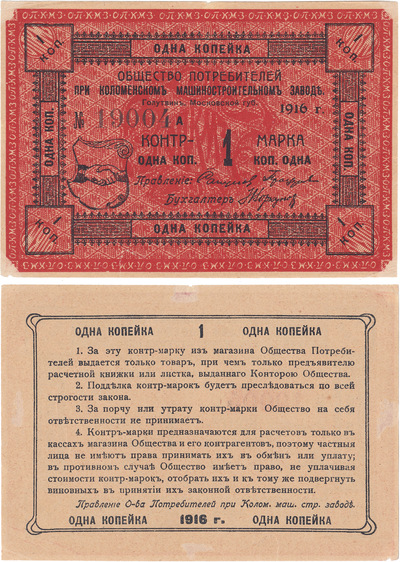 О-П-К-М-З О-П-К-М-З О-П-К-М-З
1 КОП.
ОДНА КОПЕЙКА
1 КОП.
ОБЩЕСТВО ПОТРЕБИТЕЛЕЙ
ПРИ КОЛОМЕНСКОМЪ МАШИНОСТРОИТЕЛЬНОМЪ ЗАВОДѢ.
Голутвинъ, Московской губ.
1916 г.
№ 19004 А
КОНТР- 1 МАРКА
ОДНА КОП. КОП. ОДНА
Правленіе:
Бухгалтеръ
ОДНА КОП.
ОДНА КОП.
1 КОП.
ОДНА КОПЕЙКА
1 КОП.
ОДНА КОПЕЙКА 1 ОДНА КОПЕЙКА
1. За эту контр-марку изъ магазина Общества Потреби-
телей выдается только товаръ, при чемъ только предъявителю
расчетной книжки или листка, выданнаго Конторою Общества.
2. Поддѣлка контр-марокъ будетъ преслѣдоваться по всей
строгости закона.
3. За порчу или утрату контр-марки Общество на себя
отвѣтственности не принимаетъ.
4. Контръ-марки предназначаются для расчетовъ только въ
кассахъ магазина Общества и его контрагентовъ, поэтому частныя
лица не имѣютъ права принимать ихъ въ обмѣнъ или уплату;
въ противномъ случаѣ Общество имѣетъ право, не уплачивая
стоимости контр-марокъ, отобрать ихъ и къ тому же подвергнуть
виновныхъ въ принятіи ихъ законной отвѣтственности.
Правленіе О-ва Потребителей при Колом. маш. стр. заводѣ.
ОДНА КОПЕЙКА 1916 г. ОДНА КОПЕЙКА